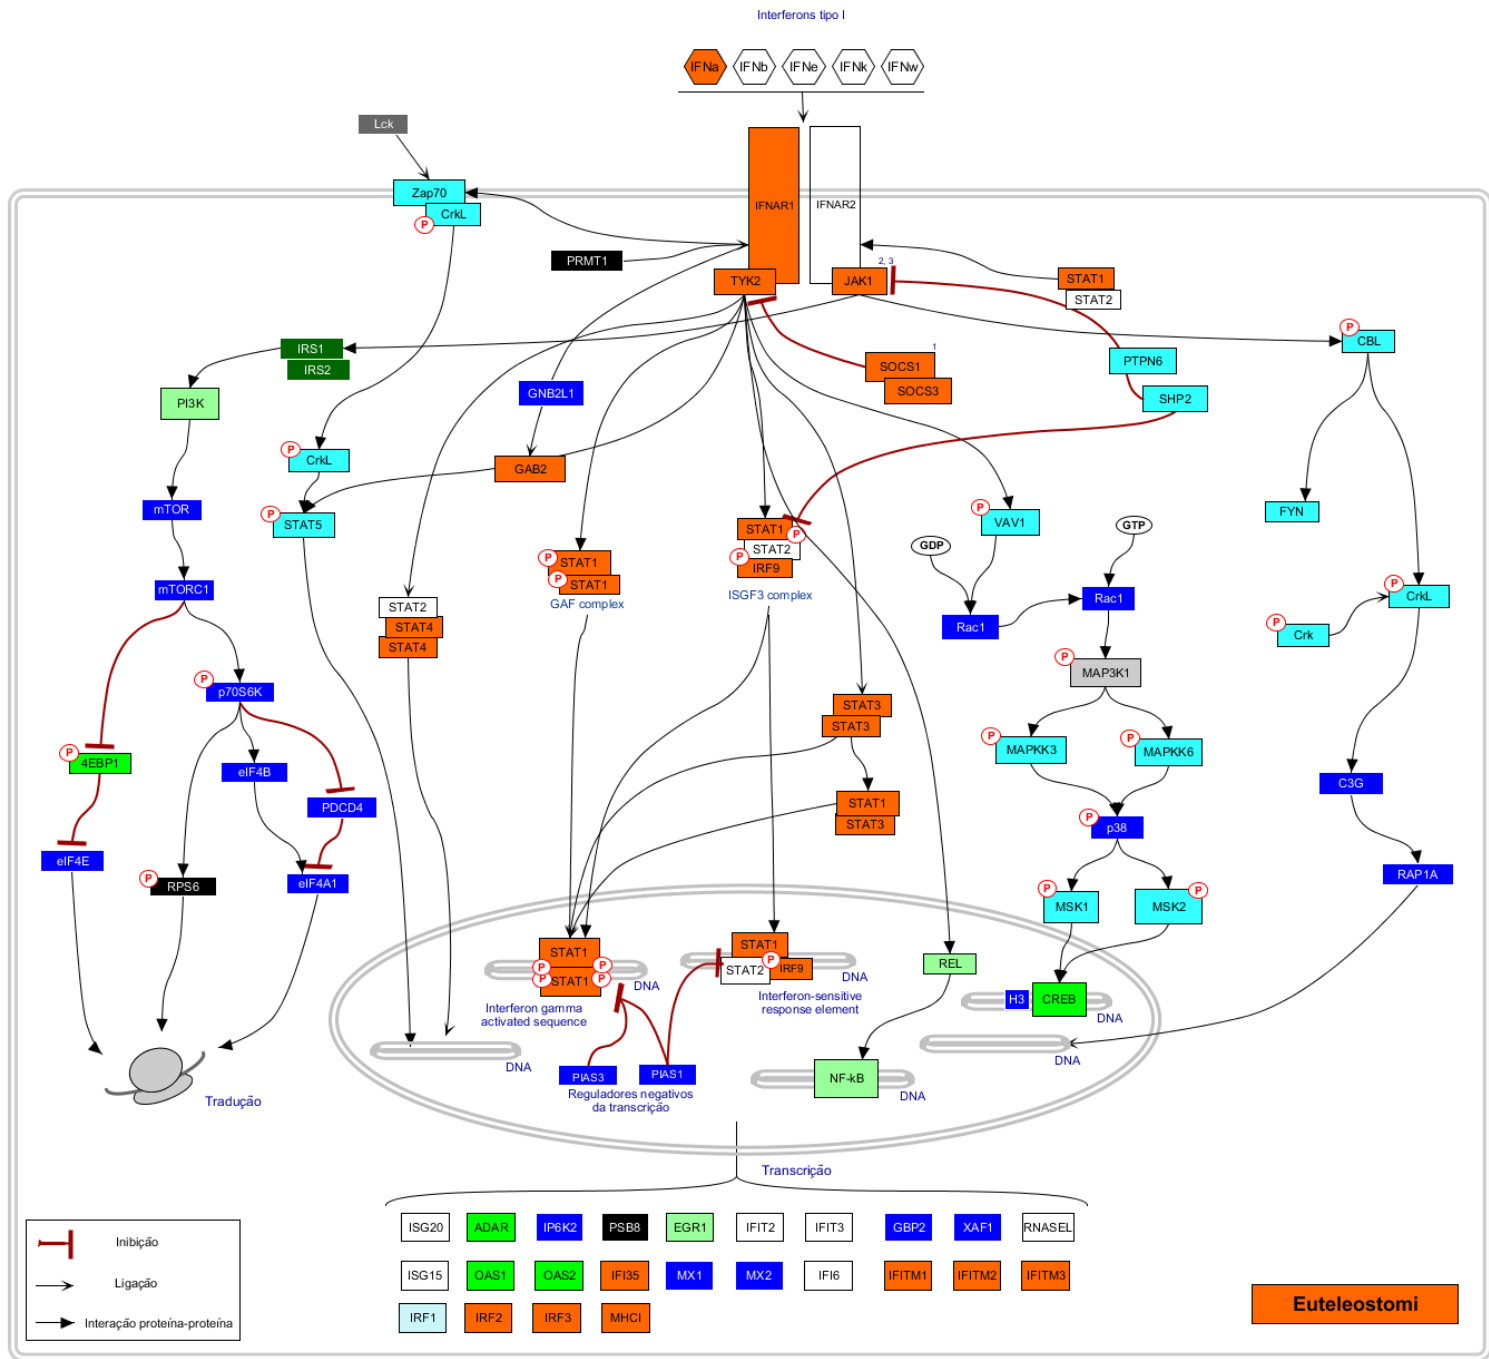 Interferons tipo I
IFNa
IFNb
IFNe
IFNk
IFNw
Lck
Zap70
CrkL
P
PRMT1
IFNAR1
IFNAR2
TYK2
JAK1
2, 3
STAT1
STAT2
IRS1
IRS2
PI3K
GNB2L1
SOCS1
1
SOCS3
PTPN6
SHP2
P
CBL
P
CrkL
GAB2
mTOR
P
STAT5
P
STAT1
P
STAT1
GAF complex
STAT1
P
STAT2
P
IRF9
ISGF3 complex
P
VAV1
GDP
GTP
FYN
mTORC1
STAT2
STAT4
STAT4
Rac1
Rac1
P
CrkL
P
Crk
P
p70S6K
P
MAP3K1
STAT3
STAT3
P
MAPKK3
P
MAPKK6
P
4EBP1
eIF4B
PDCD4
STAT1
STAT3
C3G
P
p38
eIF4E
P
RPS6
eIF4A1
RAP1A
P
MSK1
P
MSK2
STAT1
P
P
P
STAT1
P
DNA
Interferon gamma
activated sequence
STAT1
P
STAT2
IRF9
DNA
Interferon-sensitive
response element
REL
H3
CREB
DNA
DNA
DNA
PIAS3
PIAS1
Reguladores negativos
da transcrição
NF-kB
DNA
Tradução
Transcrição
ISG20
ADAR
IP6K2
PSB8
EGR1
IFIT2
IFIT3
GBP2
XAF1
RNASEL
ISG15
OAS1
OAS2
IFI35
MX1
MX2
IFI6
IFITM1
IFITM2
IFITM3
IRF1
IRF2
IRF3
MHCI
Inibição
Ligação
Interação proteína-proteína
Euteleostomi